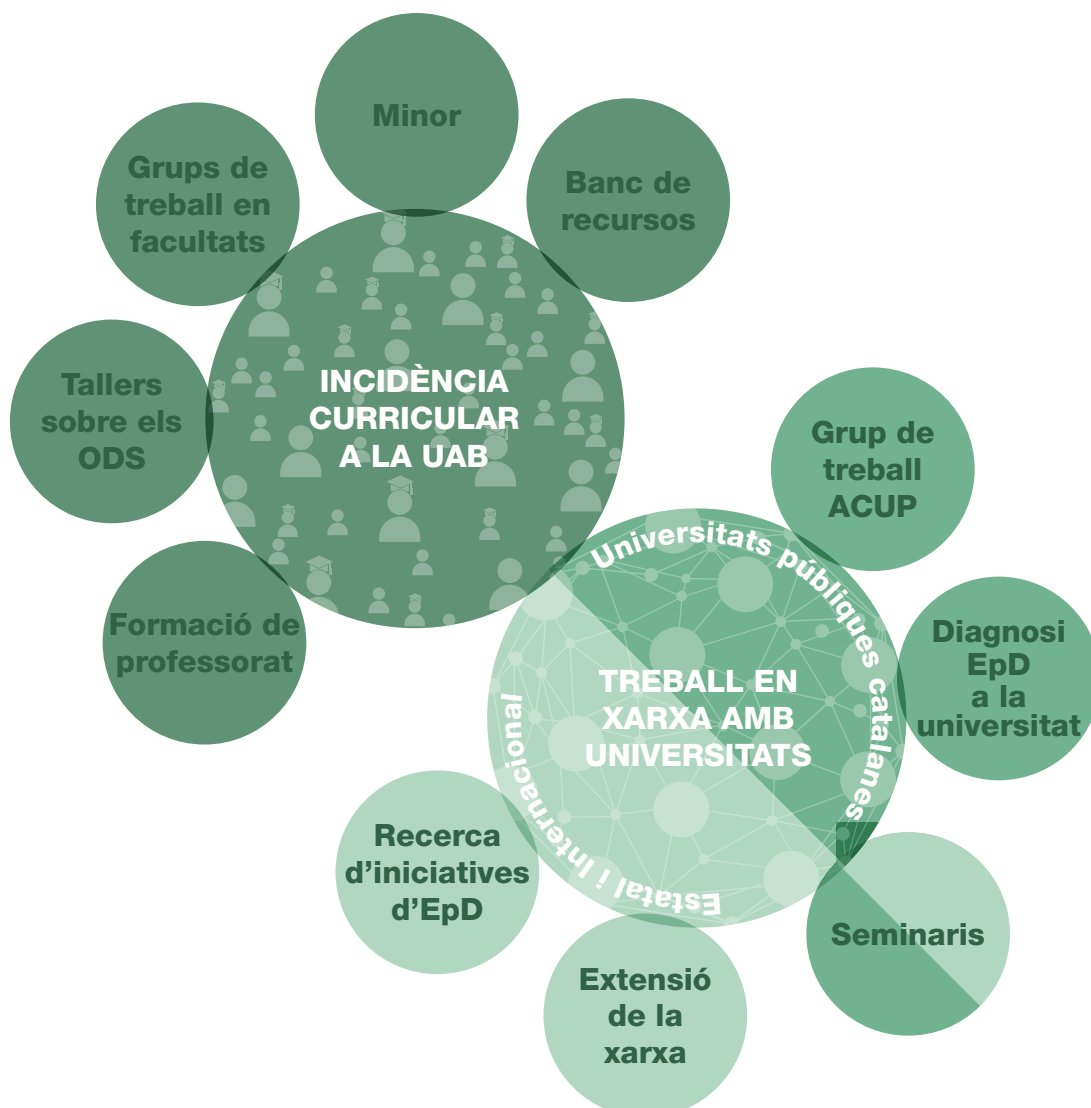 Minor
Grups de
treball en
facultats
Banc de
recursos
Tallers
sobre els
ODS
INCIDÈNCIA
CURRICULAR
A LA UAB
Formació de
professorat
Grup de
treball
ACUP
Universitats públiques catalanes
Diagnosi
EpD
a la
universitat
TREBALL EN
XARXA AMB
UNIVERSITATS
Estatal i Internacional
Recerca
d’iniciatives
d’EpD
Seminaris
Extensió
de la
xarxa